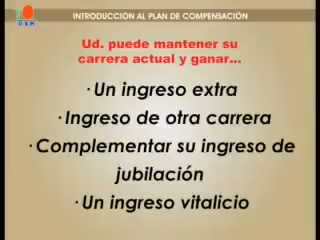 INTRODUCCIÓN AL PLAN DE COMPENSACIÓN
DXN
Ud. puede mantener su
carrera actual y ganar...
· Un ingreso extra
· Ingreso de otra carrera
· Complementar su ingreso de
jubilación
· Un ingreso vitalicio